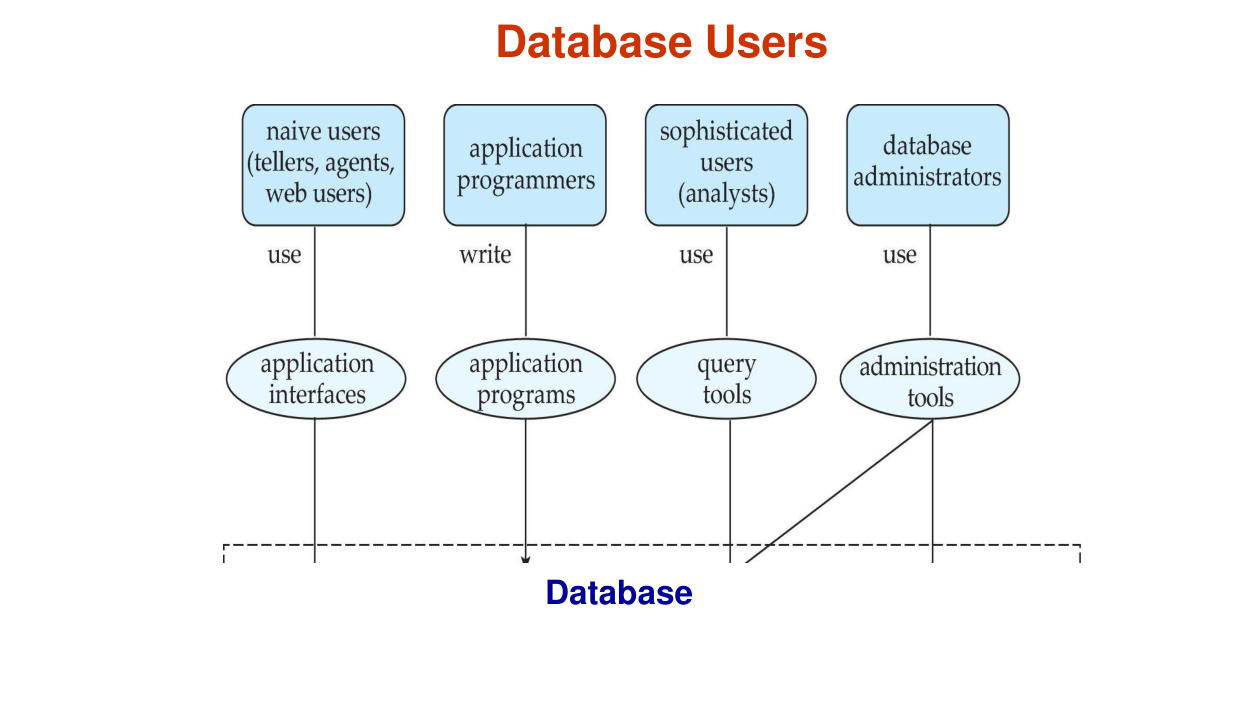 Database Users
naive users
(tellers, agents,
web users)
application
programmers
sophisticated
users
(analysts)
database
administrators
use
write
use
use
application
interfaces
application
programs
query
tools
administration
tools
Database